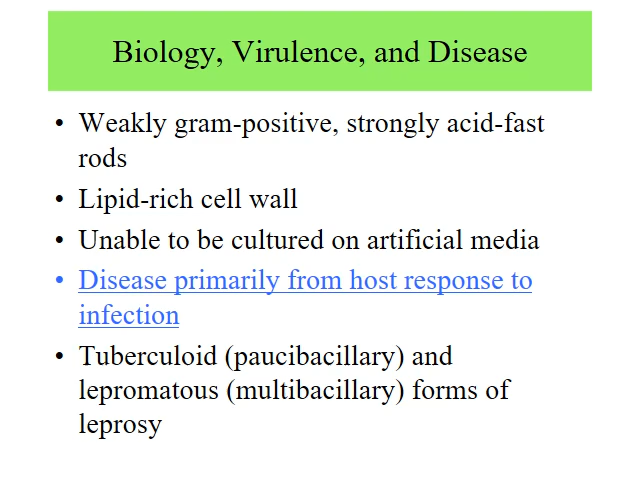 Biology, Virulence, and Disease
• Weakly gram-positive, strongly acid-fast
rods
• Lipid-rich cell wall
• Unable to be cultured on artificial media
• Disease primarily from host response to
infection
• Tuberculoid (paucibacillary) and
lepromatous (multibacillary) forms of
leprosy